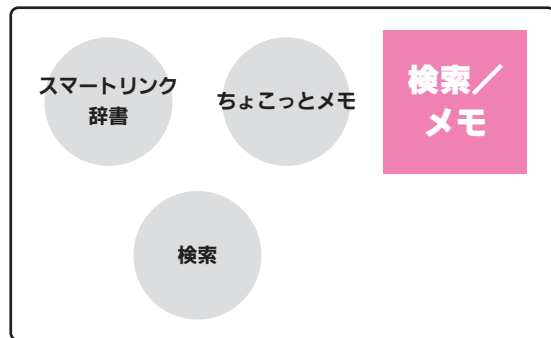 スマートリンク
辞書
ちょこっとメモ
検索／
メモ
検索